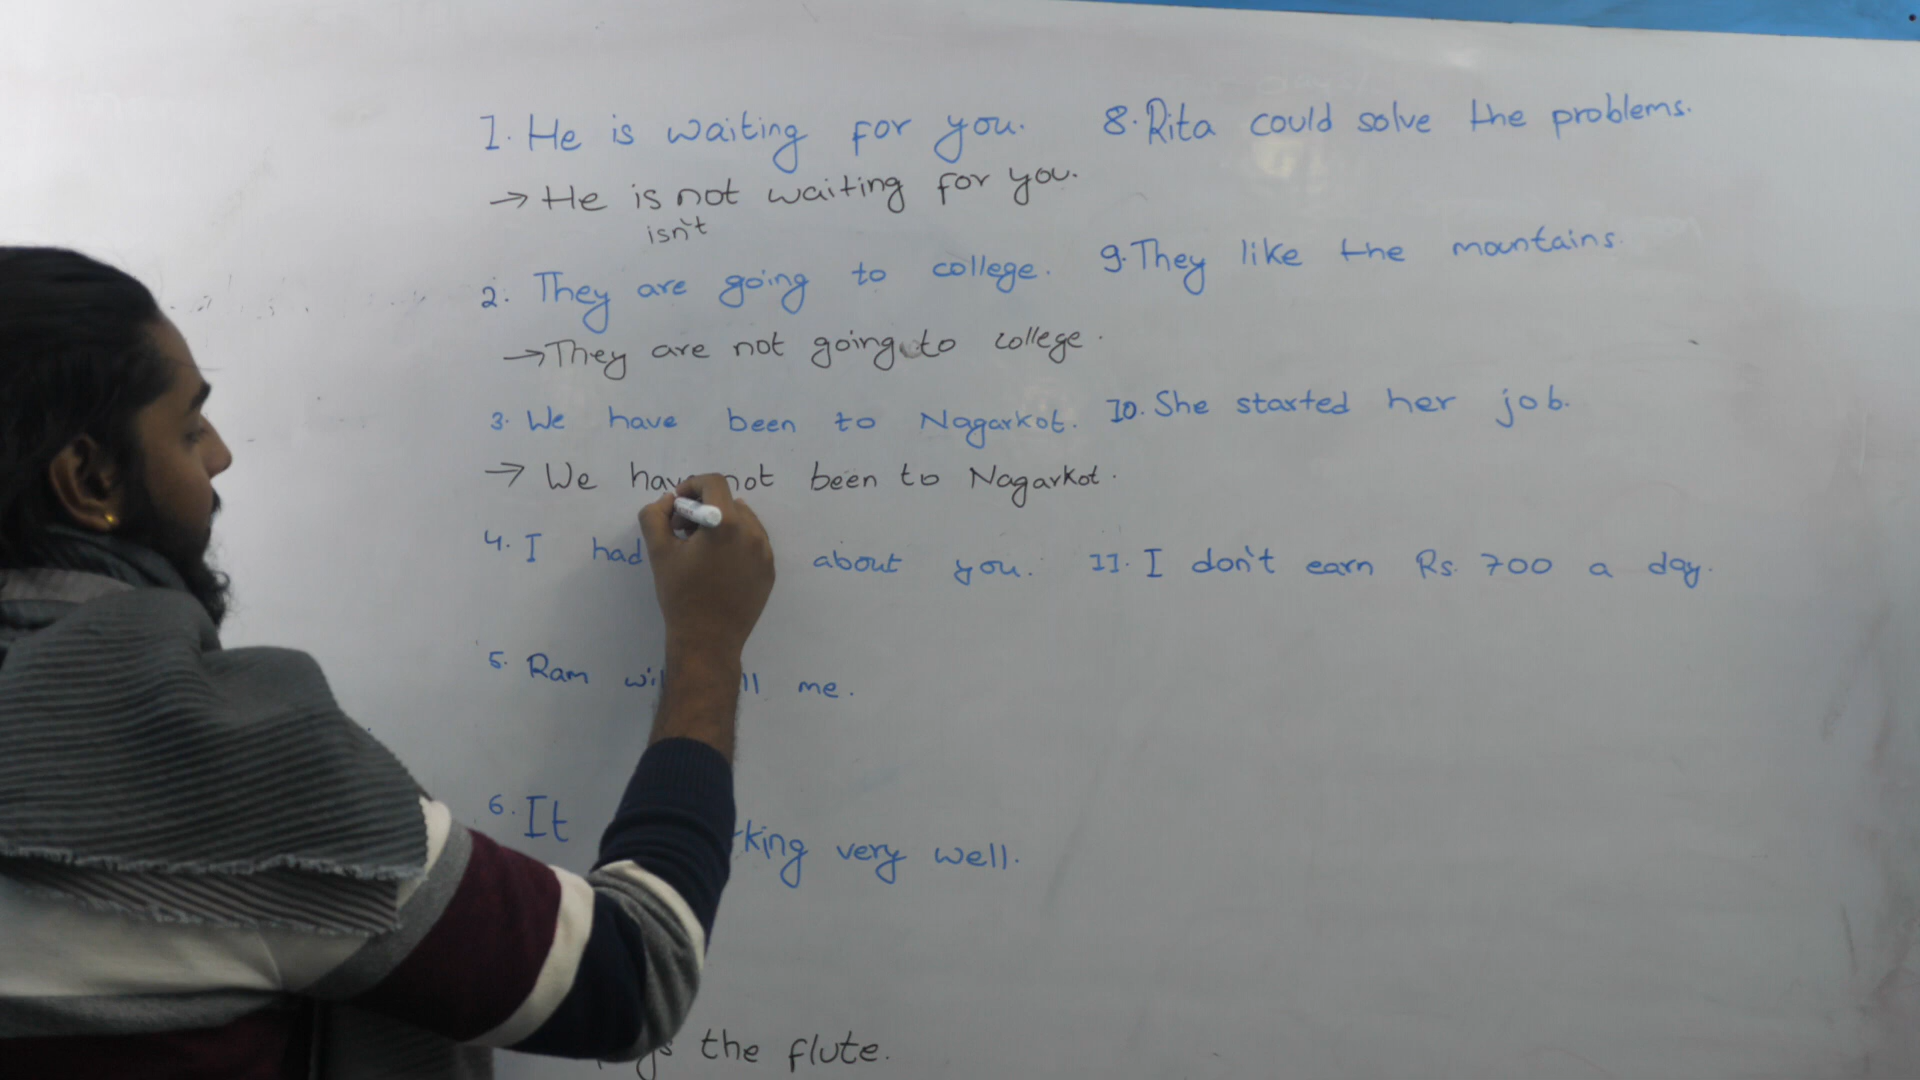 1. He is waiting for you.
→ He is not waiting for you.
isn't
2. They are going to college.
→ They are not going to college.
3. We have been to Nagarkot.
→ We have not been to Nagarkot.
4. I had about you.
5. Ram me.
6. It very well.
the flute.
8. Rita could solve the problems.
9. They like the mountains.
10. She started her job.
11. I don't earn Rs. 700 a day.